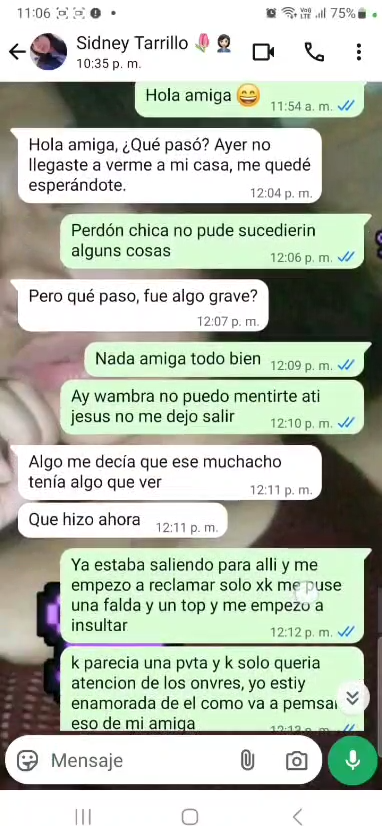 11:06 75%
Sidney Tarrillo
10:35 p. m.
Hola amiga 😄
11:54 a. m.
Hola amiga, ¿Qué pasó? Ayer no
llegaste a verme a mi casa, me quedé
esperándote.
12:04 p. m.
Perdón chica no pude sucedierin
alguns cosas
12:06 p. m.
Pero qué paso, fue algo grave?
12:07 p. m.
Nada amiga todo bien
12:09 p. m.
Ay wambra no puedo mentirte ati
jesus no me dejo salir
12:10 p. m.
Algo me decía que ese muchacho
tenía algo que ver
12:11 p. m.
Que hizo ahora
12:11 p. m.
Ya estaba saliendo para alli y me
empezo a reclamar solo xk me puse
una falda y un top y me empezo a
insultar
12:12 p. m.
k parecia una pvta y k solo queria
atencion de los onvres, yo estiy
enamorada de el como va a pemsar
eso de mi amiga
Mensaje